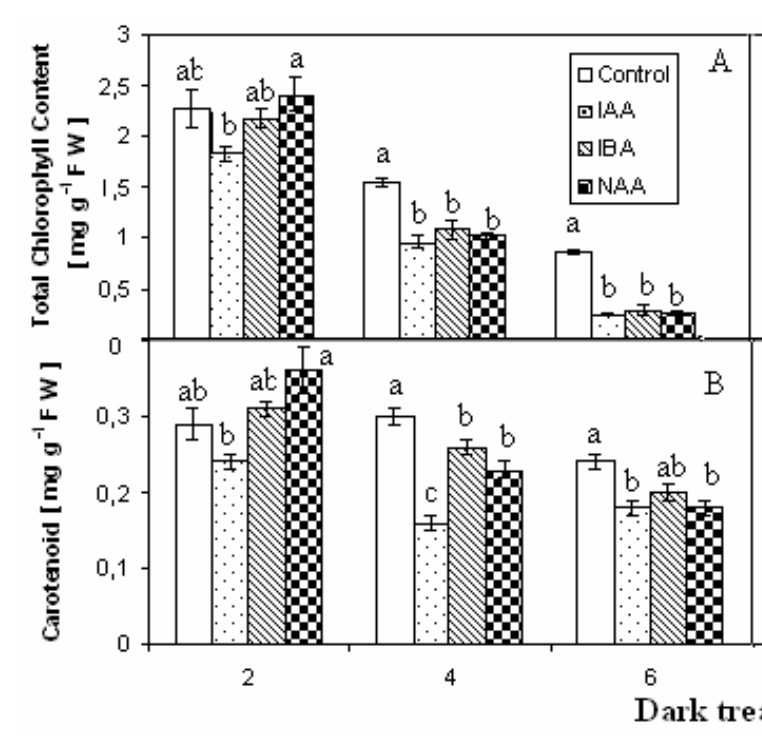 3
2,5
2
1,5
1
0,5
0
Total Chlorophyll Content
[mg g⁻¹ F W]
A
Control
IAA
IBA
NAA
ab b ab a
a b b b
a b b b
B
0,3
0,2
0,1
0
Carotenoid [mg g⁻¹ F W]
ab b ab a
a c b b
a b ab b
2 4 6
Dark trea